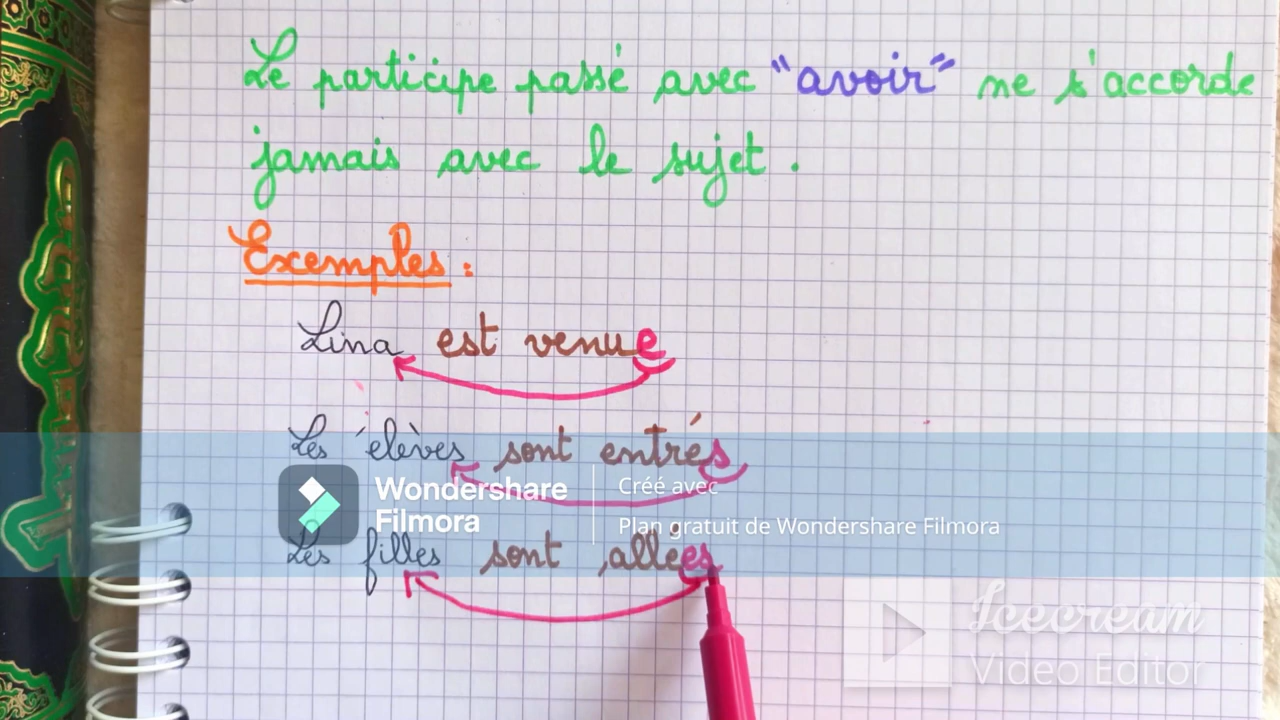 Le participe passé avec "avoir" ne s'accorde
jamais avec le sujet.
Exemples :
Lina est venue
Les élèves sont entrés
Wondershare
Filmora
Créé avec
Plan gratuit de Wondershare Filmora
Les filles sont allées
Icecream
Video Editor